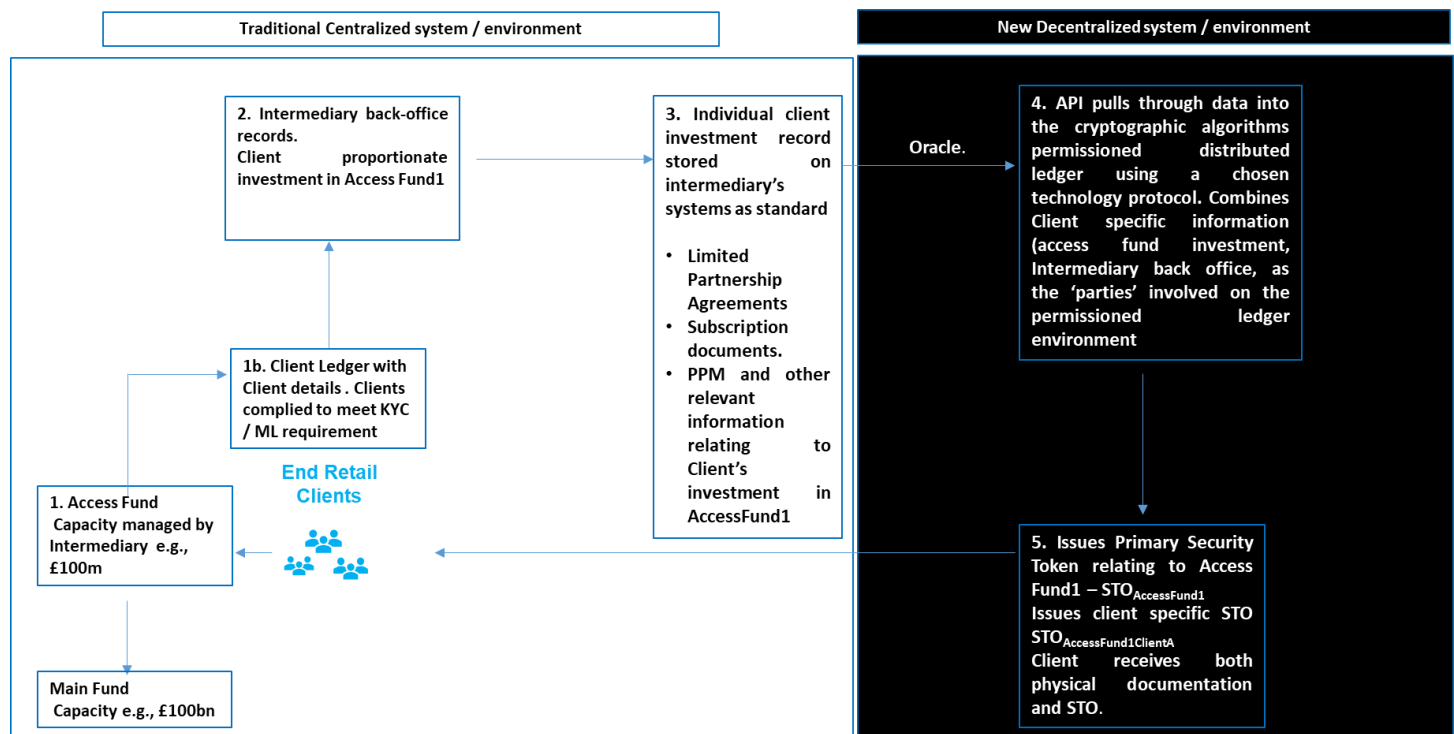 Traditional Centralized system / environment
New Decentralized system / environment
2. Intermediary back-office
records.
Client proportionate
investment in Access Fund1
3. Individual client
investment record
stored on
intermediary's
systems as standard
• Limited
Partnership
Agreements
• Subscription
documents.
• PPM and other
relevant
information
relating to
Client's
investment in
AccessFund1
Oracle.
4. API pulls through data into
the cryptographic algorithms
permissioned distributed
ledger using a chosen
technology protocol. Combines
Client specific information
(access fund investment,
Intermediary back office, as
the 'parties' involved on the
permissioned ledger
environment
1b. Client Ledger with
Client details . Clients
complied to meet KYC
/ ML requirement
End Retail
Clients
1. Access Fund
Capacity managed by
Intermediary e.g.,
£100m
Main Fund
Capacity e.g., £100bn
5. Issues Primary Security
Token relating to Access
Fund1 – STOAccessFund1
Issues client specific STO
STOAccessFund1ClientA
Client receives both
physical documentation
and STO.